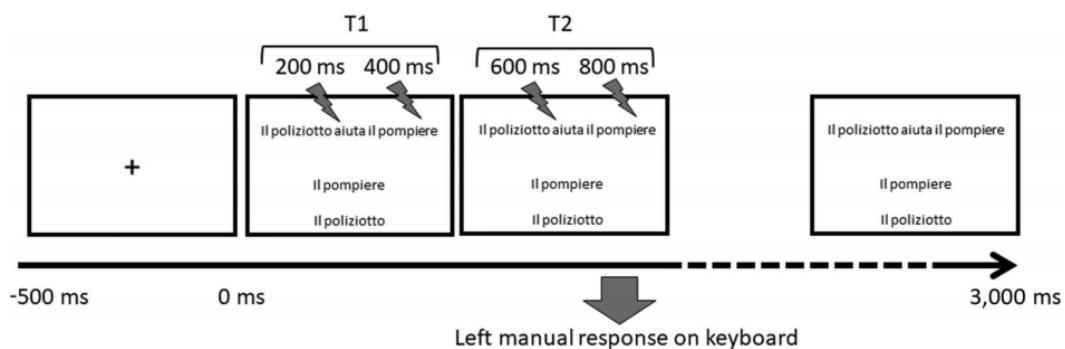 T1 T2
200 ms 400 ms 600 ms 800 ms
+
Il poliziotto aiuta il pompiere
Il pompiere
Il poliziotto
Il poliziotto aiuta il pompiere
Il pompiere
Il poliziotto
Il poliziotto aiuta il pompiere
Il pompiere
Il poliziotto
-500 ms 0 ms 3,000 ms
Left manual response on keyboard